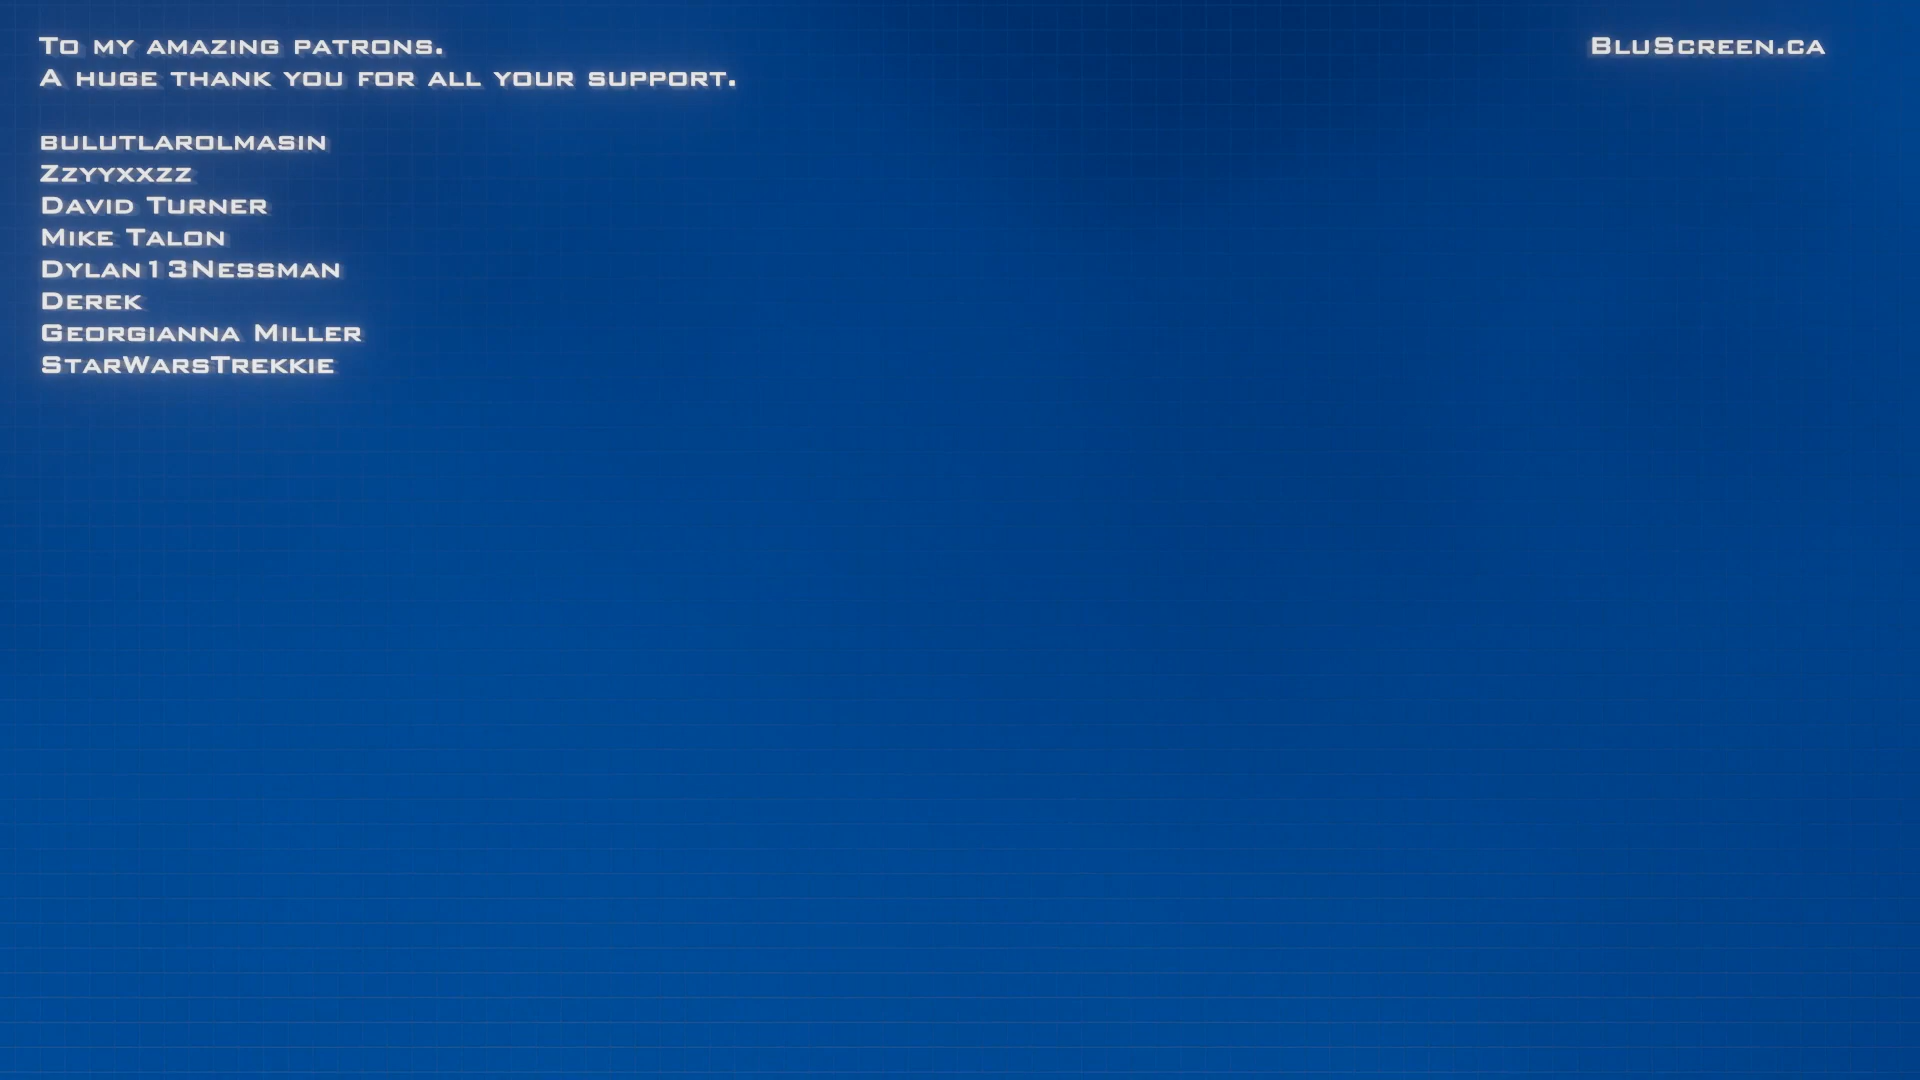 To my amazing patrons.
A huge thank you for all your support.
BluScreen.ca
bulutlarolmasin
Zzyyxxzz
David Turner
Mike Talon
Dylan13Nessman
Derek
Georgianna Miller
StarWarsTrekkie